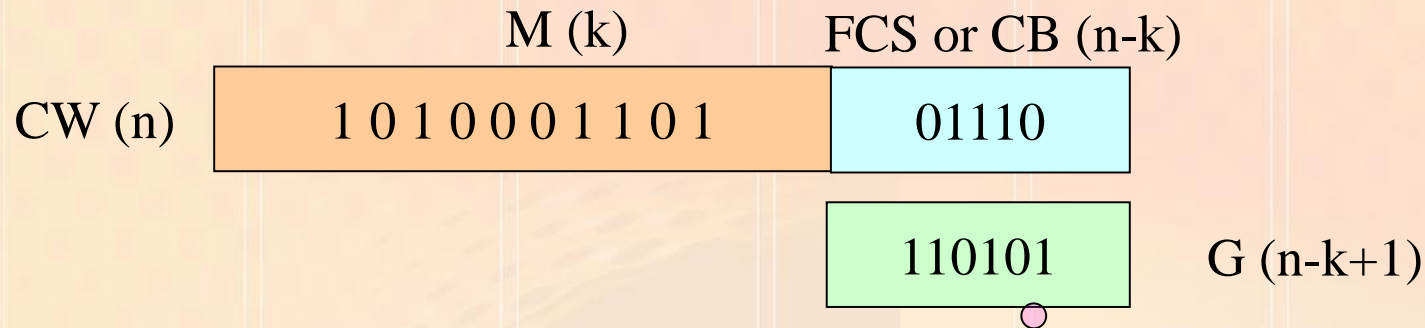 M (k) FCS or CB (n-k)
CW (n) 1 0 1 0 0 0 1 1 0 1 01110
110101 G (n-k+1)